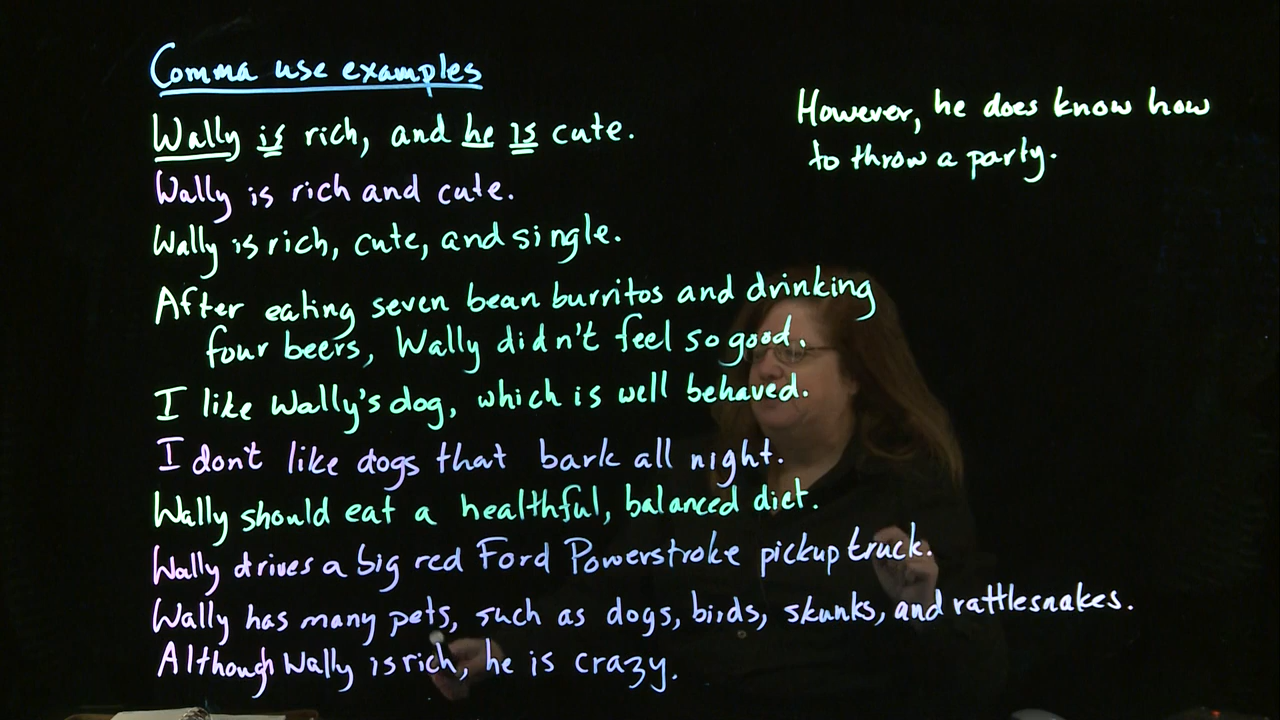 Comma use examples
Wally is rich, and he is cute.
Wally is rich and cute.
Wally is rich, cute, and single.
After eating seven bean burritos and drinking
four beers, Wally didn't feel so good.
I like Wally's dog, which is well behaved.
I don't like dogs that bark all night.
Wally should eat a healthful, balanced diet.
Wally drives a big red Ford Powerstroke pickup truck.
Wally has many pets, such as dogs, birds, skunks, and rattlesnakes.
Although Wally is rich, he is crazy.
However, he does know how
to throw a party.